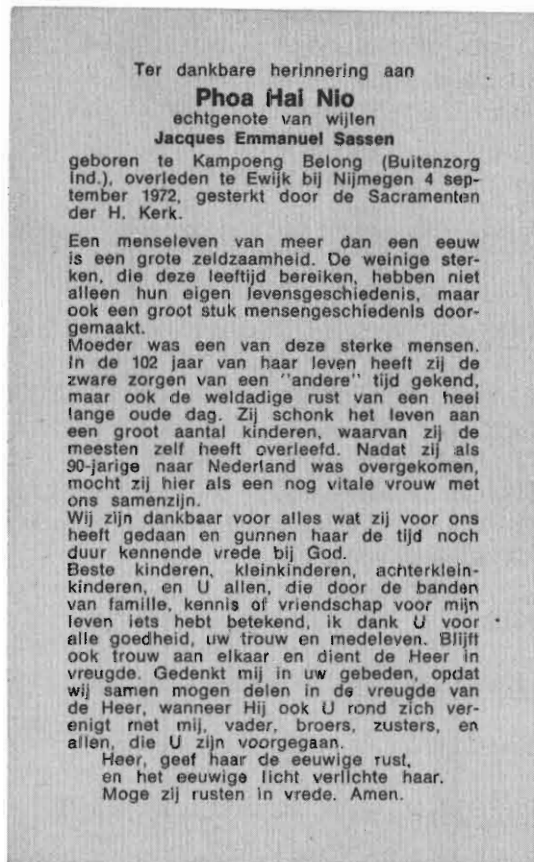 Ter dankbare herinnering aan
Phoa Hai Nio
echtgenote van wijlen
Jacques Emmanuel Sassen
geboren te Kampoeng Belong (Buitenzorg
Ind.), overleden te Ewijk bij Nijmegen 4 sep-
tember 1972, gesterkt door de Sacramenten
der H. Kerk.
Een menseleven van meer dan een eeuw
is een grote zeldzaamheid. De weinige ster-
ken, die deze leeftijd bereiken, hebben niet
alleen hun eigen levensgeschiedenis, maar
ook een groot stuk mensengeschiedenis door-
gemaakt.
Moeder was een van deze sterke mensen.
In de 102 jaar van haar leven heeft zij de
zware zorgen van een "andere" tijd gekend,
maar ook de weldadige rust van een heel
lange oude dag. Zij schonk het leven aan
een groot aantal kinderen, waarvan zij de
meesten zelf heeft overleefd. Nadat zij als
90-jarige naar Nederland was overgekomen,
mocht zij hier als een nog vitale vrouw met
ons samenzijn.
Wij zijn dankbaar voor alles wat zij voor ons
heeft gedaan en gunnen haar de tijd noch
duur kennende vrede bij God.
Beste kinderen, kleinkinderen, achterklein-
kinderen, en U allen, die door de banden
van famille, kennis of vriendschap voor mijn
leven iets hebt betekend, ik dank U voor
alle goedheid, uw trouw en medeleven. Blijft
ook trouw aan elkaar en dient de Heer in
vreugde. Gedenkt mij in uw gebeden, opdat
wij samen mogen delen in de vreugde van
de Heer, wanneer Hij ook U rond zich ver-
enigt met mij, vader, broers, zusters, en
allen, die U zijn voorgegaan.
Heer, geef haar de eeuwige rust,
en het eeuwige licht verlichte haar.
Moge zij rusten in vrede. Amen.